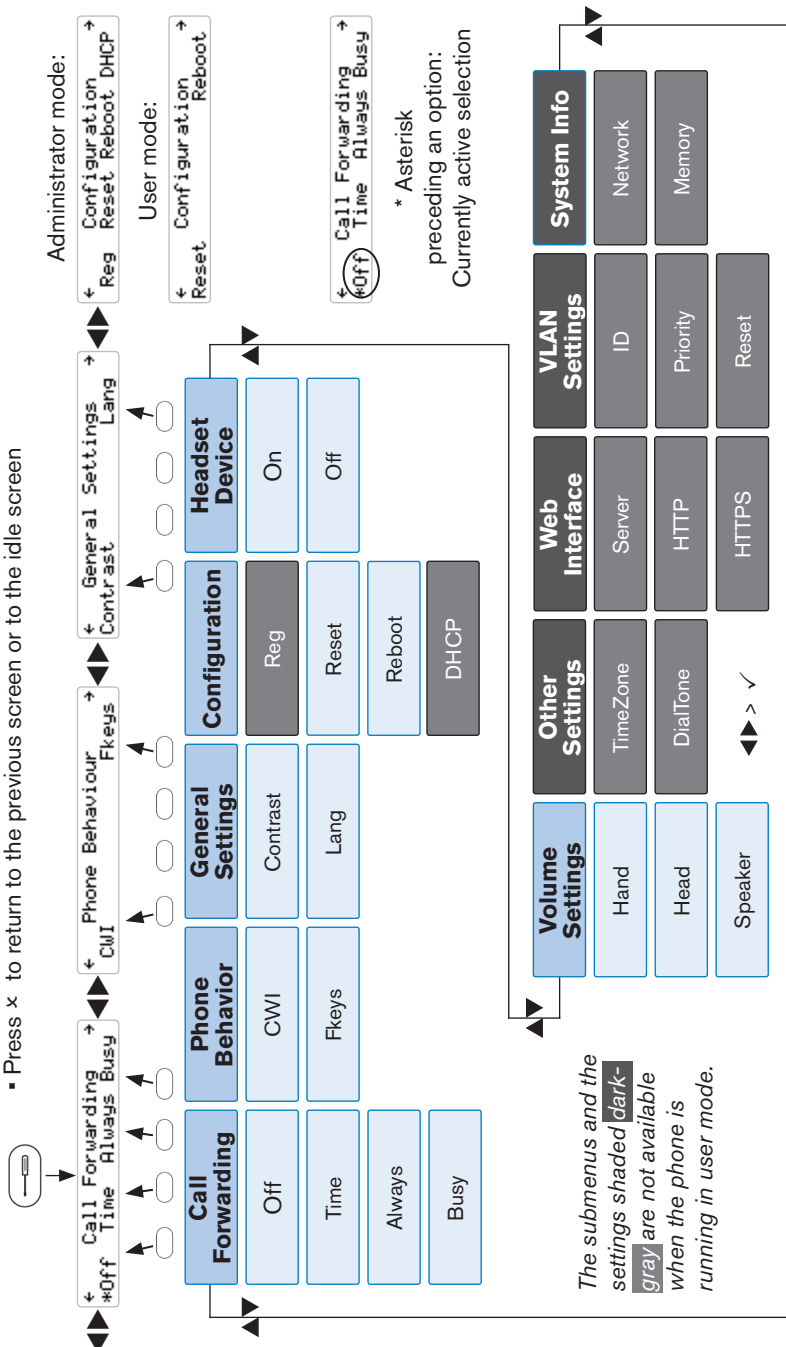 ▪ Press × to return to the previous screen or to the idle screen
← Call Forwarding →
*Off Time Always Busy
← Phone Behaviour →
CWI Fkeys
← General Settings →
Contrast Lang
Administrator mode:
← Configuration →
Reg Reset Reboot DHCP
User mode:
← Configuration →
Reset Reboot
← Call Forwarding →
*Off Time Always Busy
* Asterisk
preceding an option:
Currently active selection
Call
Forwarding
Off
Time
Always
Busy
Phone
Behavior
CWI
Fkeys
General
Settings
Contrast
Lang
Configuration
Reg
Reset
Reboot
DHCP
Headset
Device
On
Off
The submenus and the
settings shaded dark-
gray are not available
when the phone is
running in user mode.
Volume
Settings
Hand
Head
Speaker
Other
Settings
TimeZone
DialTone
◀▶ > ✓
Web
Interface
Server
HTTP
HTTPS
VLAN
Settings
ID
Priority
Reset
System Info
Network
Memory